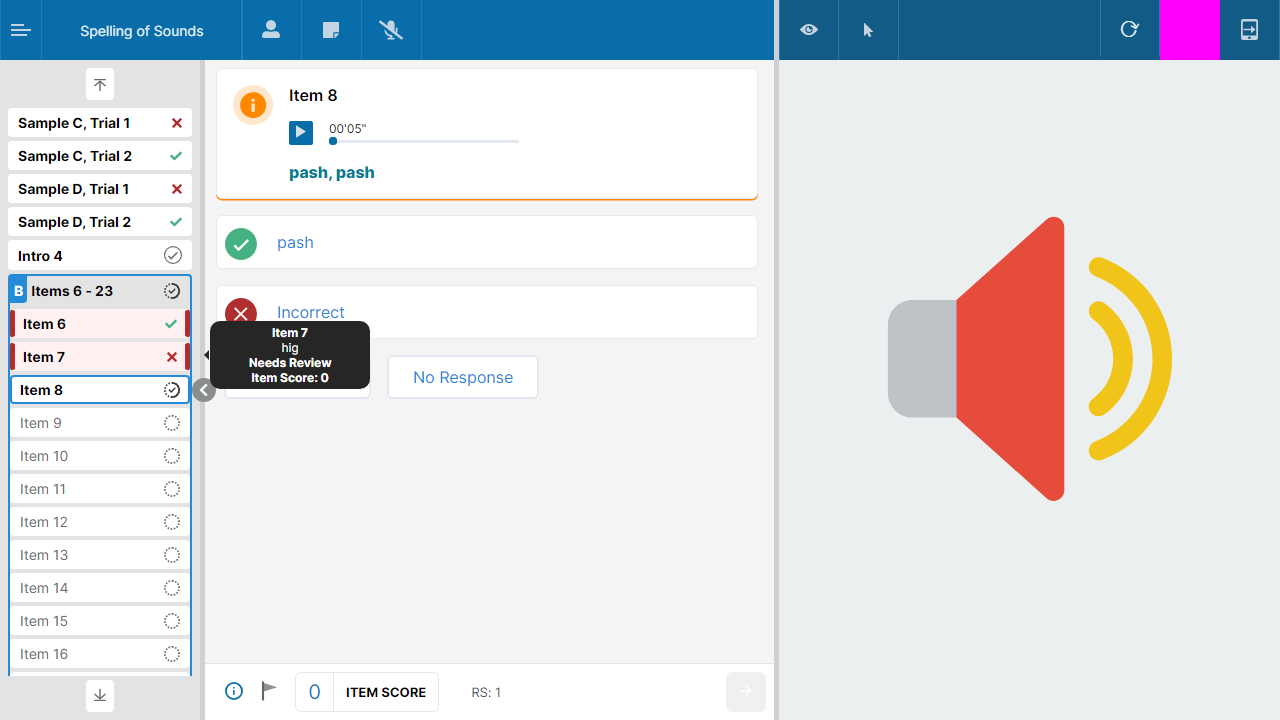 Spelling of Sounds
Sample C, Trial 1
Sample C, Trial 2
Sample D, Trial 1
Sample D, Trial 2
Intro 4
B Items 6 - 23
Item 6
Item 7
Item 8
Item 9
Item 10
Item 11
Item 12
Item 13
Item 14
Item 15
Item 16
Item 8
00'05"
pash, pash
pash
Incorrect
Item 7
hig
Needs Review
Item Score: 0
No Response
0 ITEM SCORE
RS: 1